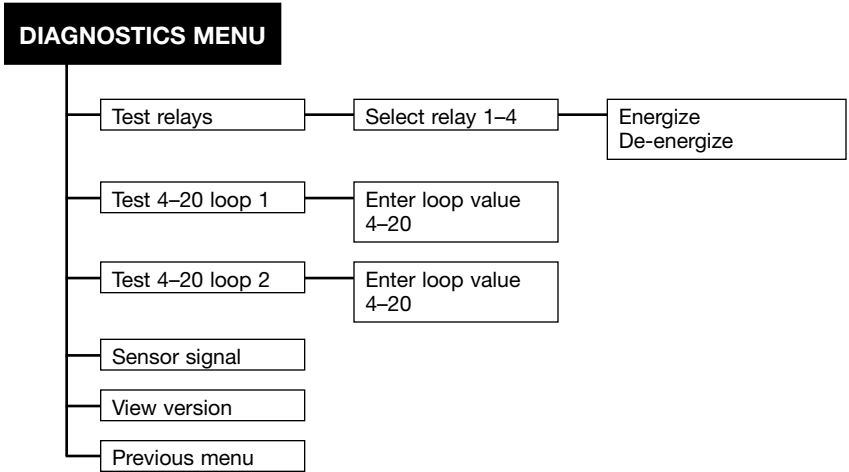 DIAGNOSTICS MENU
Test relays
Select relay 1–4
Energize
De-energize
Test 4–20 loop 1
Enter loop value
4–20
Test 4–20 loop 2
Enter loop value
4–20
Sensor signal
View version
Previous menu